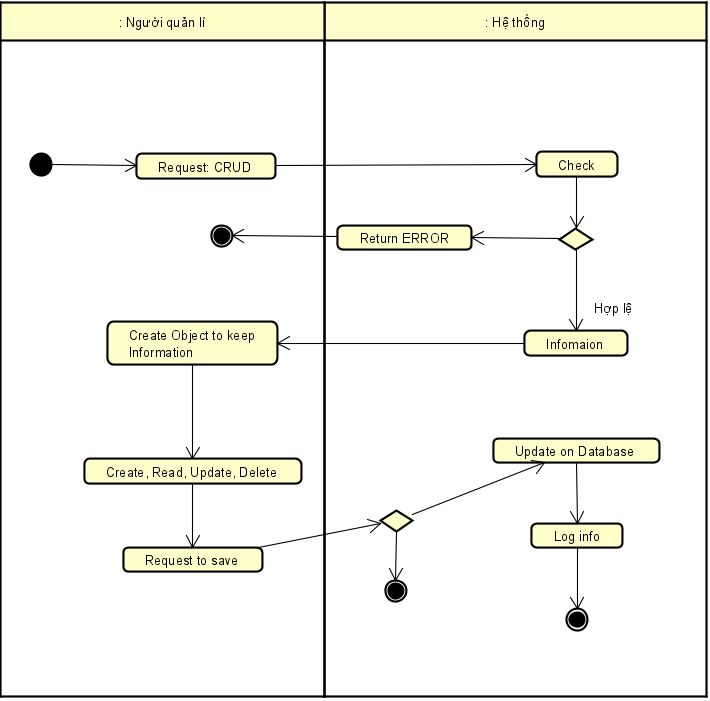 : Người quản lí
: Hệ thống
Request: CRUD
Check
Return ERROR
Hợp lệ
Create Object to keep
Information
Infomaion
Create, Read, Update, Delete
Update on Database
Request to save
Log info